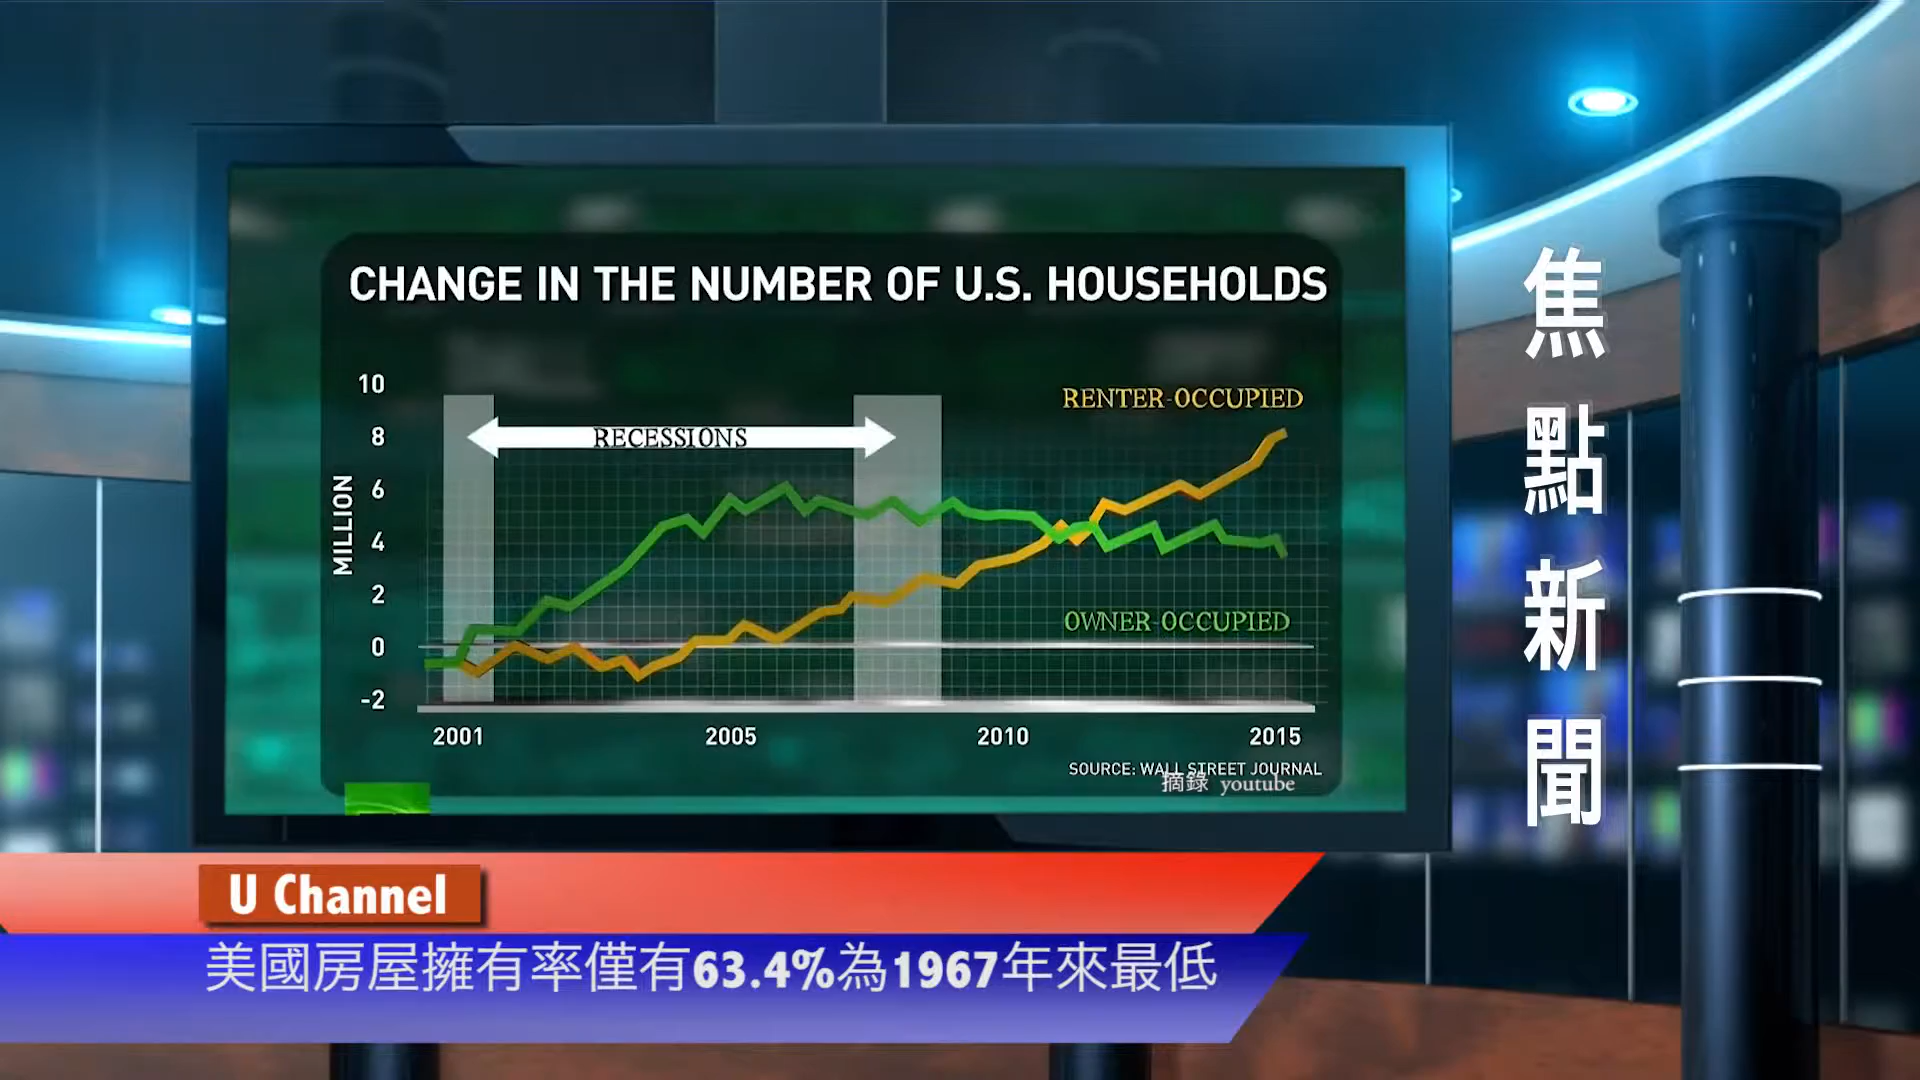 CHANGE IN THE NUMBER OF U.S. HOUSEHOLDS
10
8
6
4
2
0
-2
MILLION
RENTER-OCCUPIED
RECESSIONS
OWNER-OCCUPIED
2001 2005 2010 2015
SOURCE: WALL STREET JOURNAL
摘錄 youtube
焦點新聞
U Channel
美國房屋擁有率僅有63.4%為1967年來最低